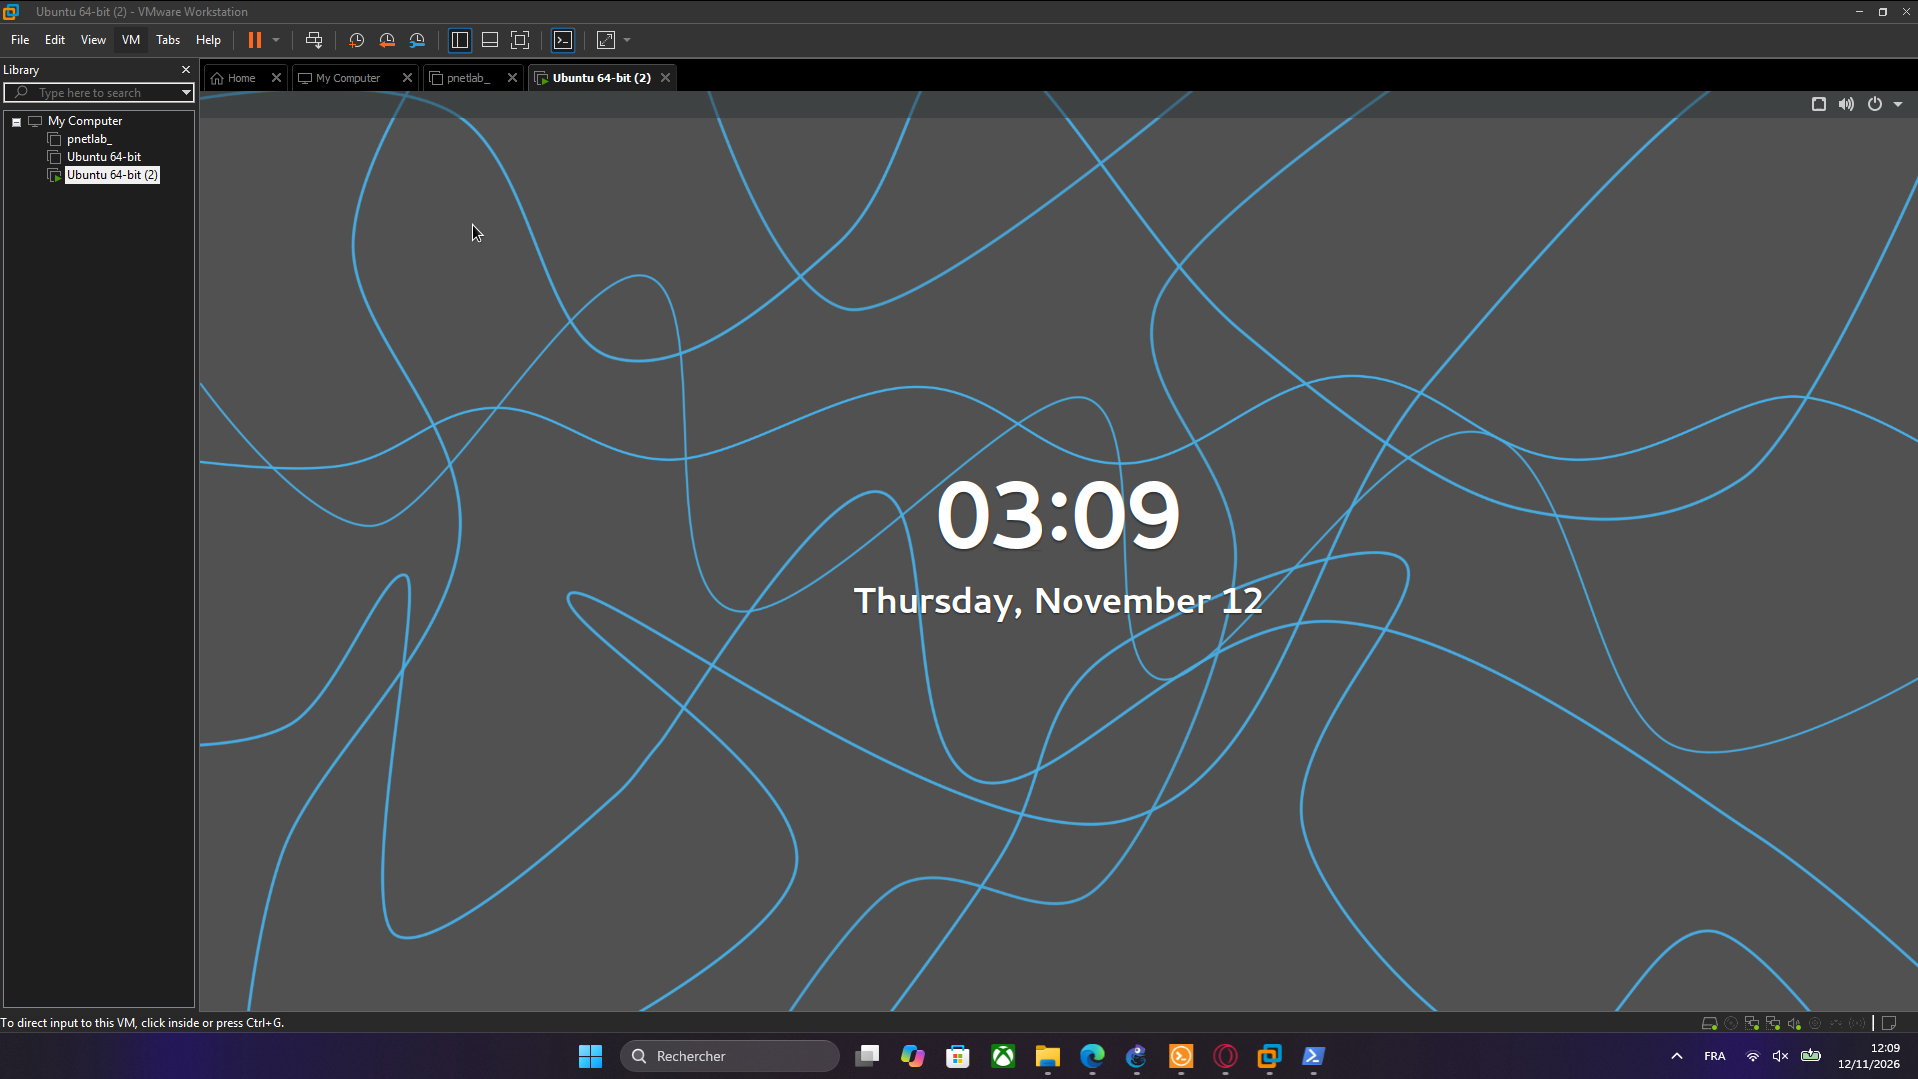 Ubuntu 64-bit (2) - VMware Workstation
File Edit View VM Tabs Help
Library
Type here to search
Home
My Computer
pnetlab_
Ubuntu 64-bit (2)
My Computer
pnetlab_
Ubuntu 64-bit
Ubuntu 64-bit (2)
03:09
Thursday, November 12
To direct input to this VM, click inside or press Ctrl+G.
Rechercher
FRA
12:09
12/11/2026